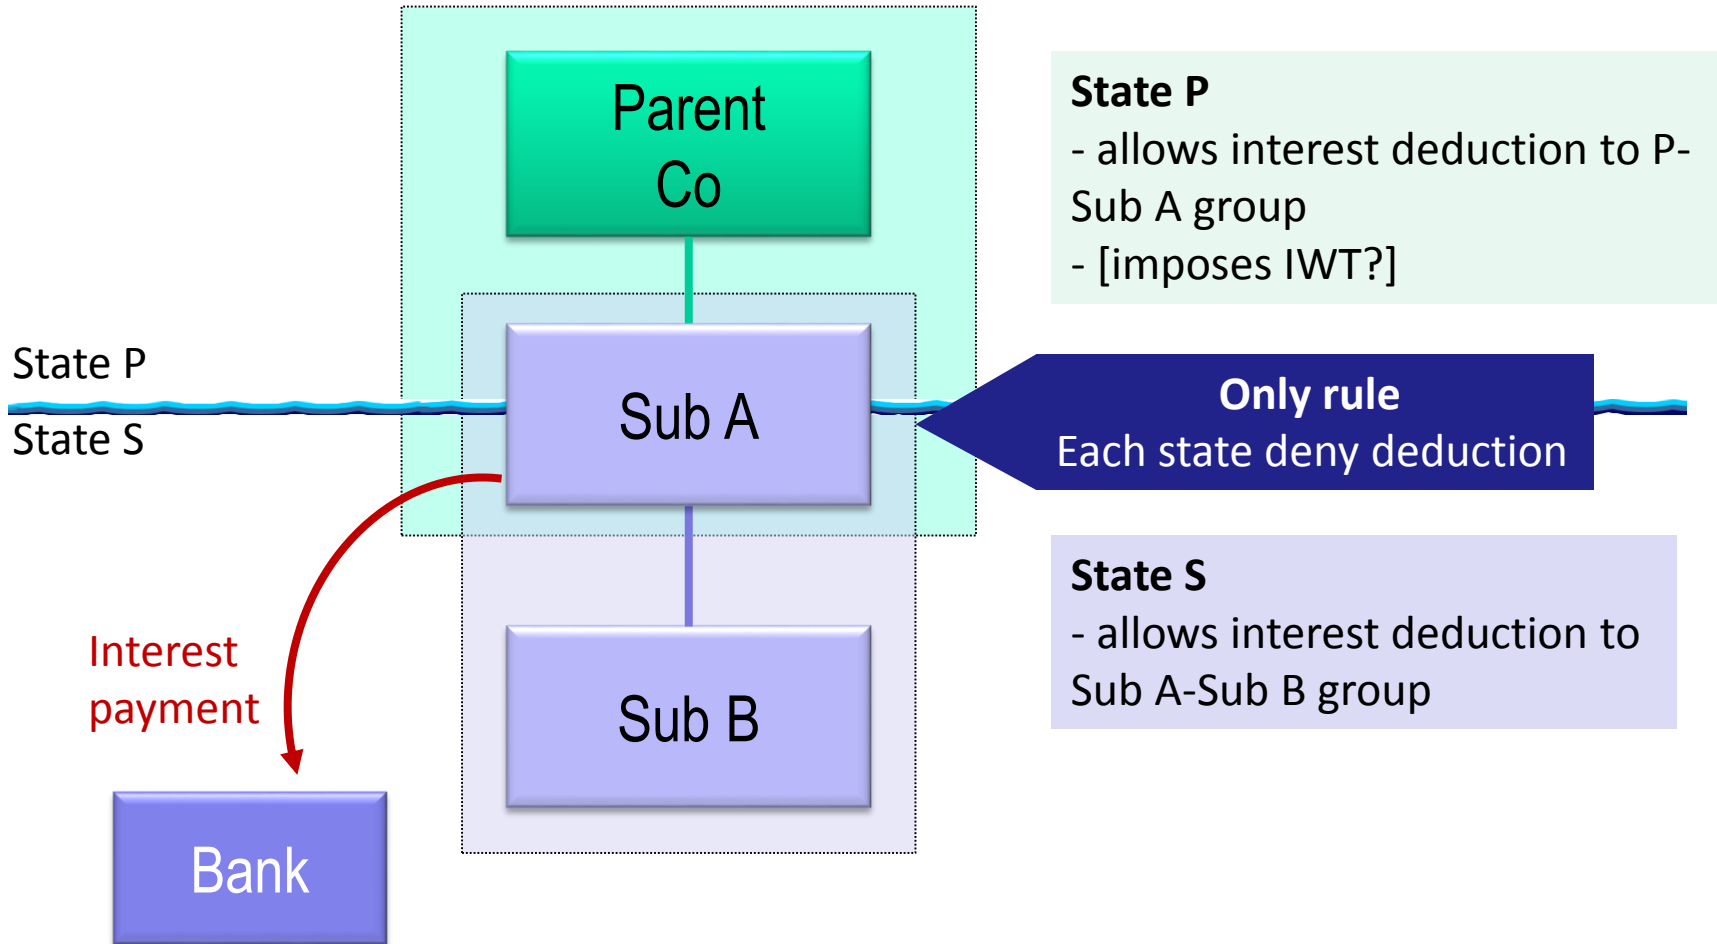 Parent
Co
State P
- allows interest deduction to P-
Sub A group
- [imposes IWT?]
State P
State S
Sub A
Only rule
Each state deny deduction
State S
- allows interest deduction to
Sub A-Sub B group
Interest
payment
Sub B
Bank